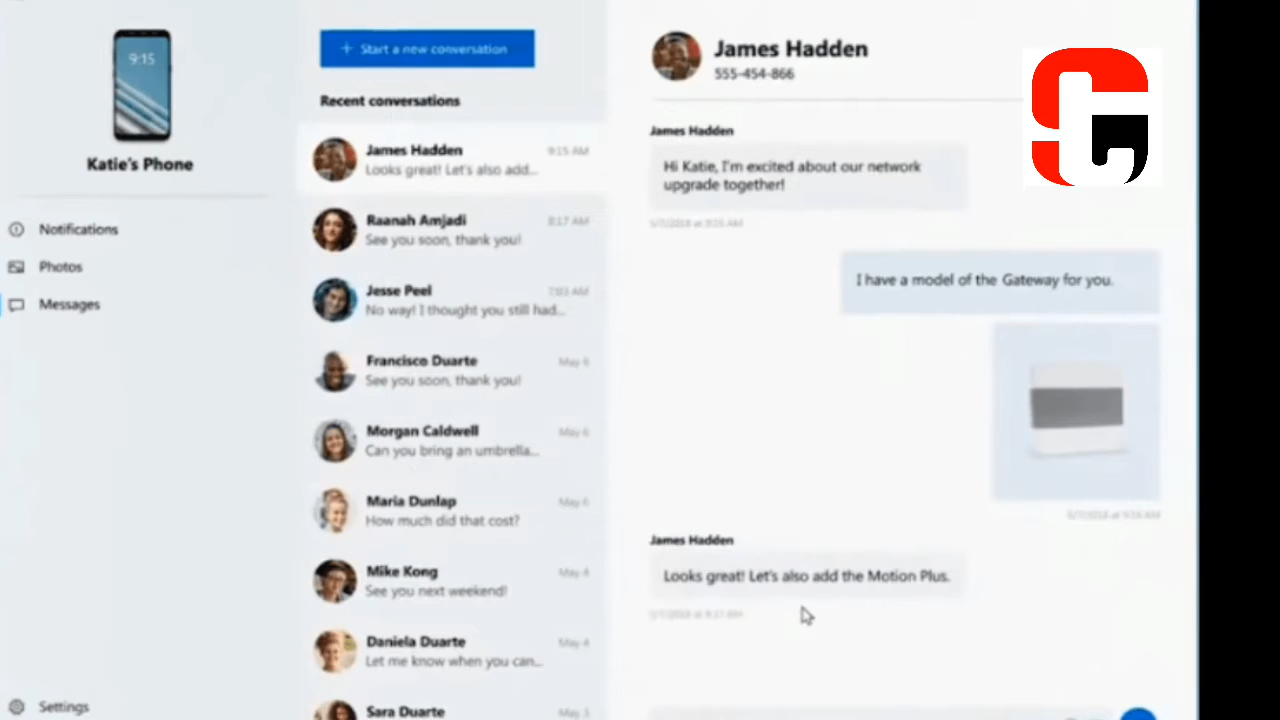 9:15
Katie's Phone
Notifications
Photos
Messages
Settings
+ Start a new conversation
Recent conversations
James Hadden 9:15 AM
Looks great! Let's also add...
Raanah Amjadi 8:17 AM
See you soon, thank you!
Jesse Peel 7:03 AM
No way! I thought you still had...
Francisco Duarte May 6
See you soon, thank you!
Morgan Caldwell May 6
Can you bring an umbrella...
Maria Dunlap May 6
How much did that cost?
Mike Kong May 4
See you next weekend!
Daniela Duarte May 4
Let me know when you can...
Sara Duarte May 3
James Hadden
555-454-866
James Hadden
Hi Katie, I'm excited about our network
upgrade together!
I have a model of the Gateway for you.
James Hadden
Looks great! Let's also add the Motion Plus.